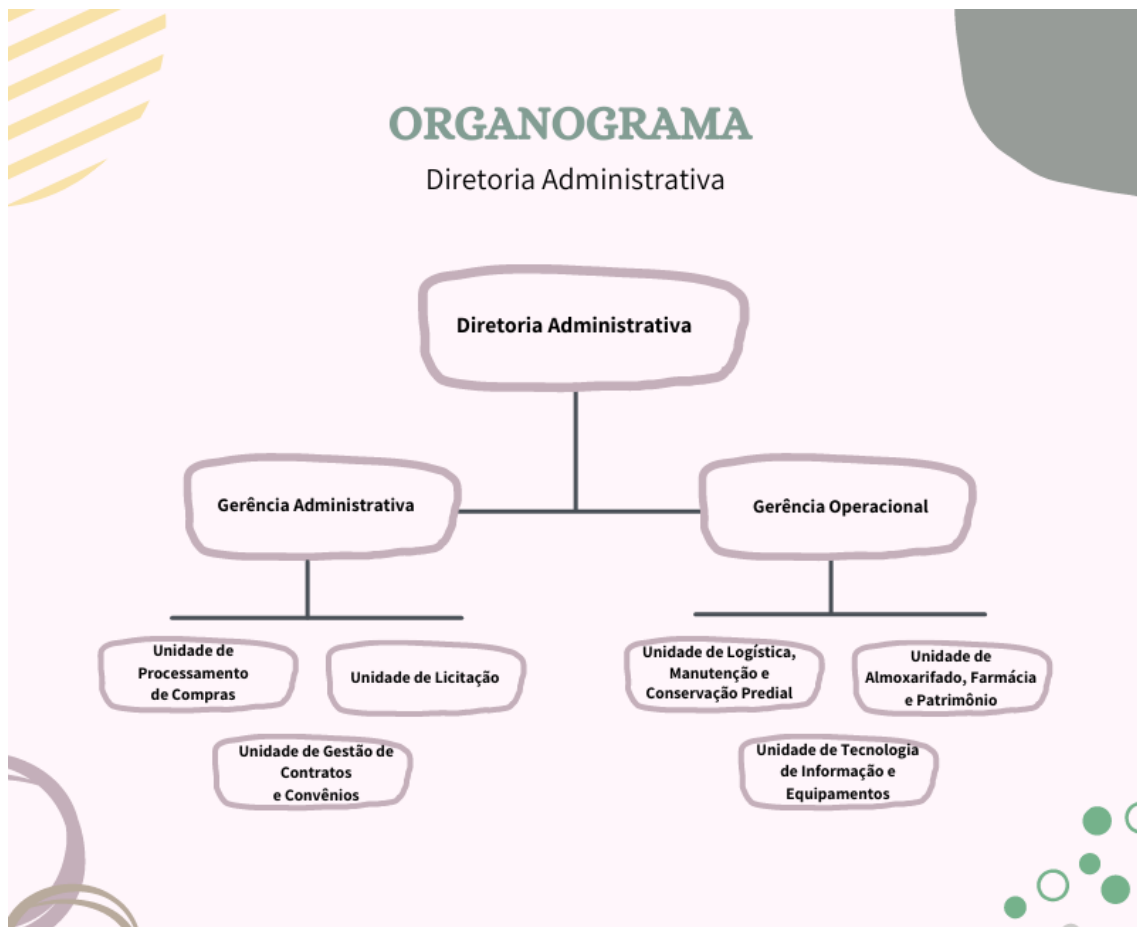 ORGANOGRAMA
Diretoria Administrativa
Diretoria Administrativa
Gerência Administrativa
Gerência Operacional
Unidade de
Processamento
de Compras
Unidade de Licitação
Unidade de Gestão de
Contratos
e Convênios
Unidade de Logística,
Manutenção e
Conservação Predial
Unidade de
Almoxarifado, Farmácia
e Patrimônio
Unidade de Tecnologia
de Informação e
Equipamentos